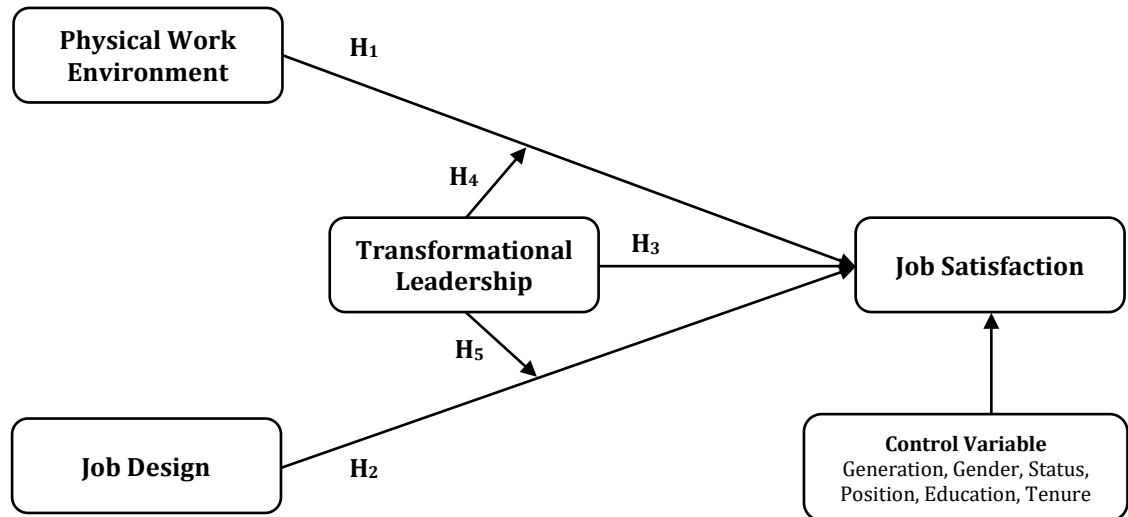 Physical Work
Environment
H1
H4
Transformational
Leadership
H3
Job Satisfaction
H5
Job Design
H2
Control Variable
Generation, Gender, Status,
Position, Education, Tenure